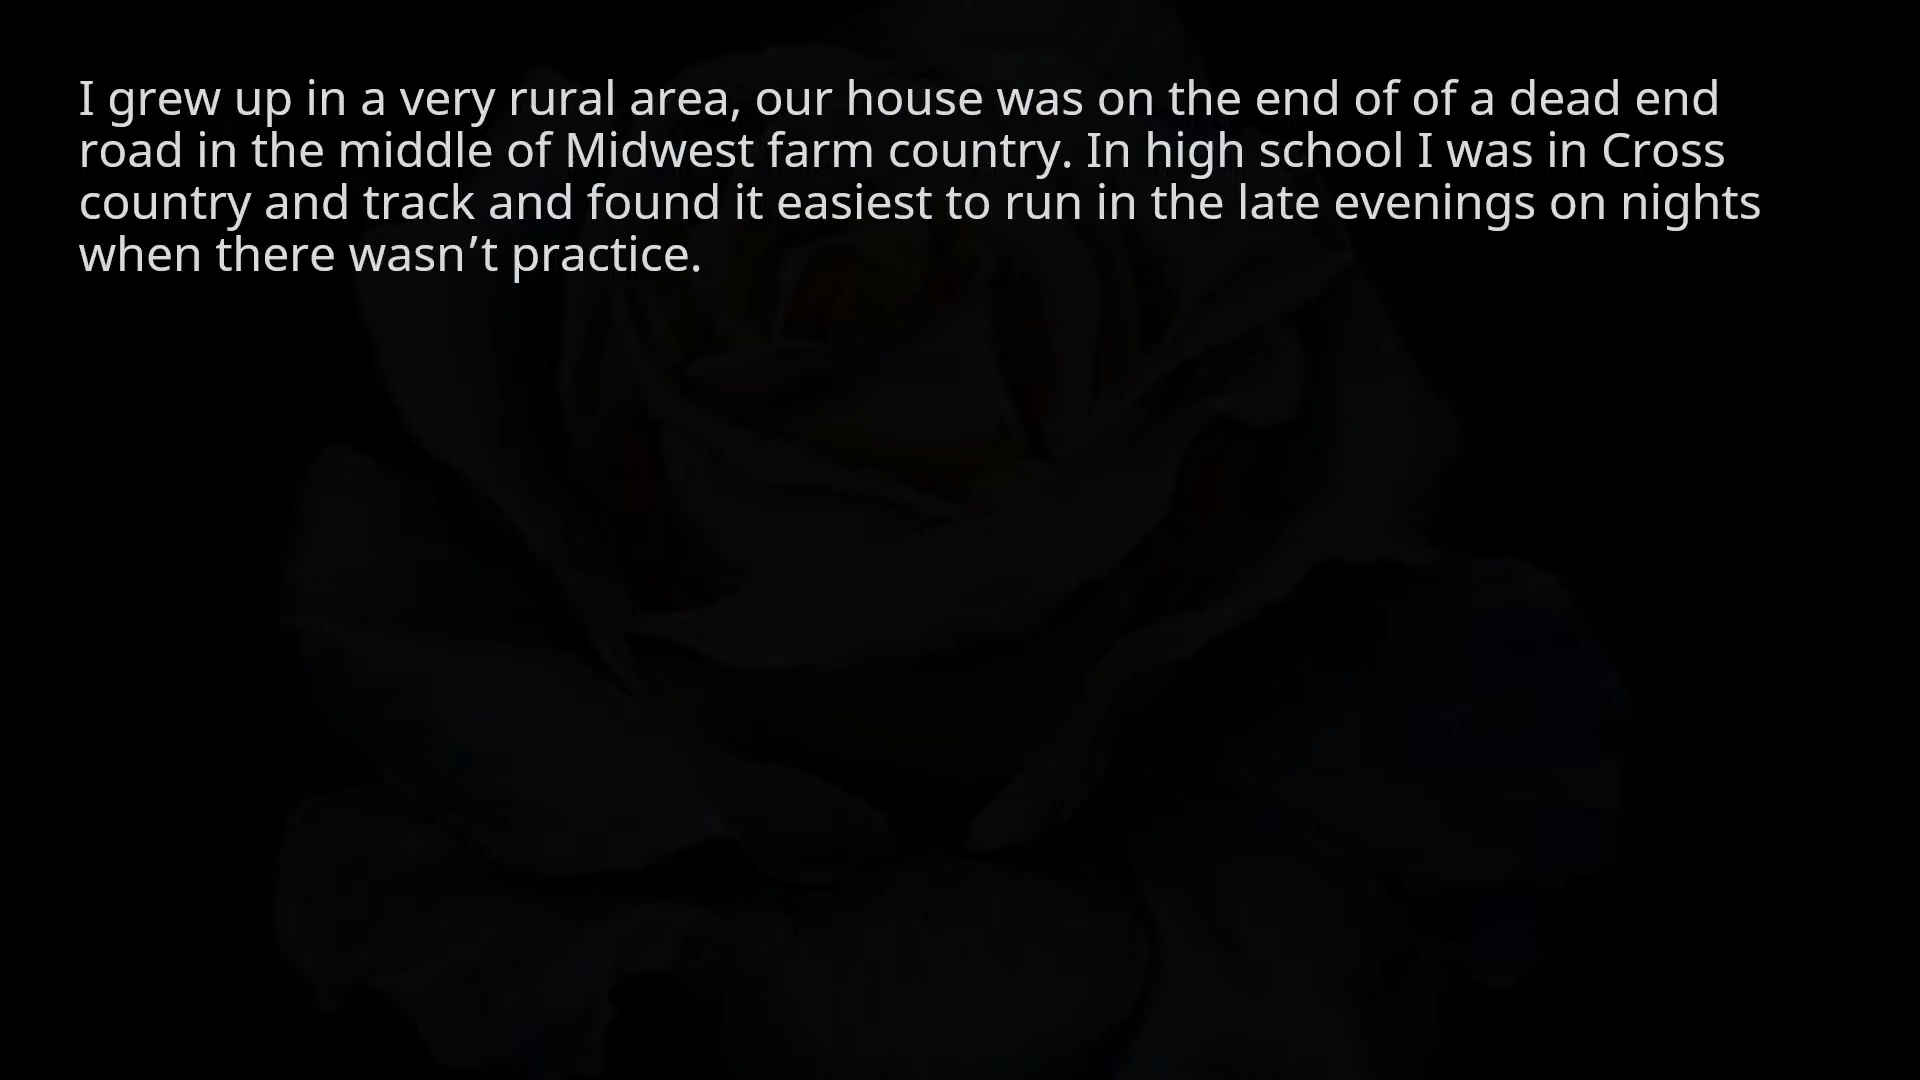 I grew up in a very rural area, our house was on the end of of a dead end
road in the middle of Midwest farm country. In high school I was in Cross
country and track and found it easiest to run in the late evenings on nights
when there wasn’t practice.